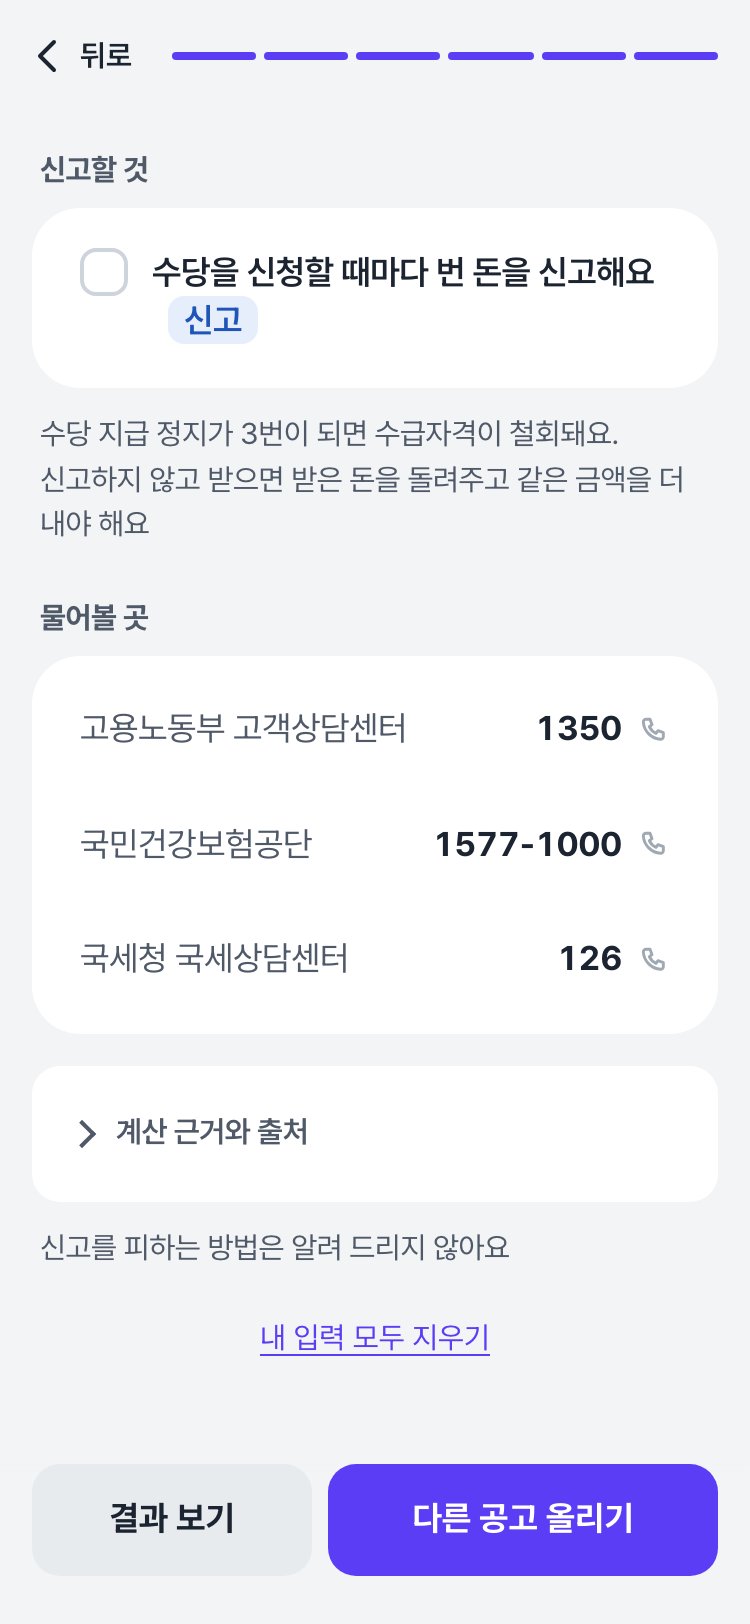 뒤로
신고할 것
수당을 신청할 때마다 번 돈을 신고해요
신고
수당 지급 정지가 3번이 되면 수급자격이 철회돼요.
신고하지 않고 받으면 받은 돈을 돌려주고 같은 금액을 더
내야 해요
물어볼 곳
고용노동부 고객상담센터 1350
국민건강보험공단 1577-1000
국세청 국세상담센터 126
계산 근거와 출처
신고를 피하는 방법은 알려 드리지 않아요
내 입력 모두 지우기
결과 보기 다른 공고 올리기